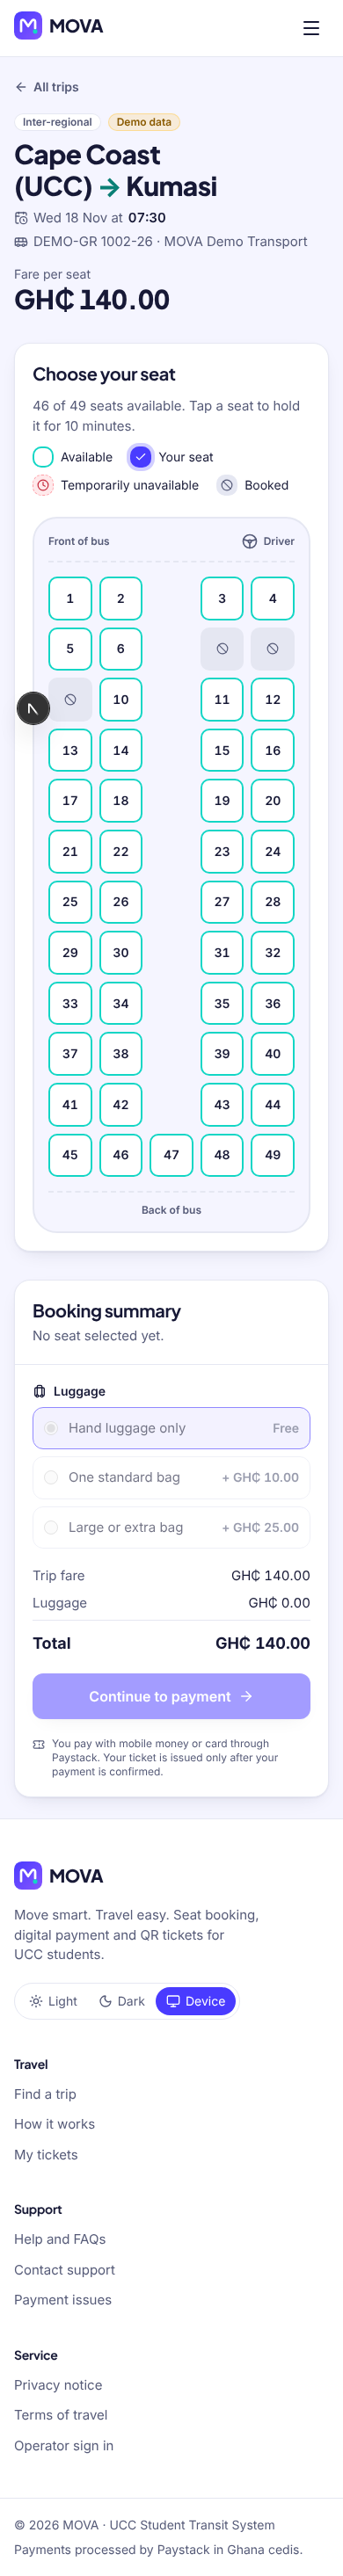 MOVA
All trips
Inter-regional Demo data
Cape Coast
(UCC) → Kumasi
Wed 18 Nov at 07:30
DEMO-GR 1002-26 · MOVA Demo Transport
Fare per seat
GH₵ 140.00
Choose your seat
46 of 49 seats available. Tap a seat to hold
it for 10 minutes.
Available Your seat
Temporarily unavailable Booked
Front of bus Driver
1 2 3 4
5 6
10 11 12
13 14 15 16
17 18 19 20
21 22 23 24
25 26 27 28
29 30 31 32
33 34 35 36
37 38 39 40
41 42 43 44
45 46 47 48 49
Back of bus
Booking summary
No seat selected yet.
Luggage
Hand luggage only Free
One standard bag + GH₵ 10.00
Large or extra bag + GH₵ 25.00
Trip fare GH₵ 140.00
Luggage GH₵ 0.00
Total GH₵ 140.00
Continue to payment →
You pay with mobile money or card through
Paystack. Your ticket is issued only after your
payment is confirmed.
MOVA
Move smart. Travel easy. Seat booking,
digital payment and QR tickets for
UCC students.
Light Dark Device
Travel
Find a trip
How it works
My tickets
Support
Help and FAQs
Contact support
Payment issues
Service
Privacy notice
Terms of travel
Operator sign in
© 2026 MOVA · UCC Student Transit System
Payments processed by Paystack in Ghana cedis.